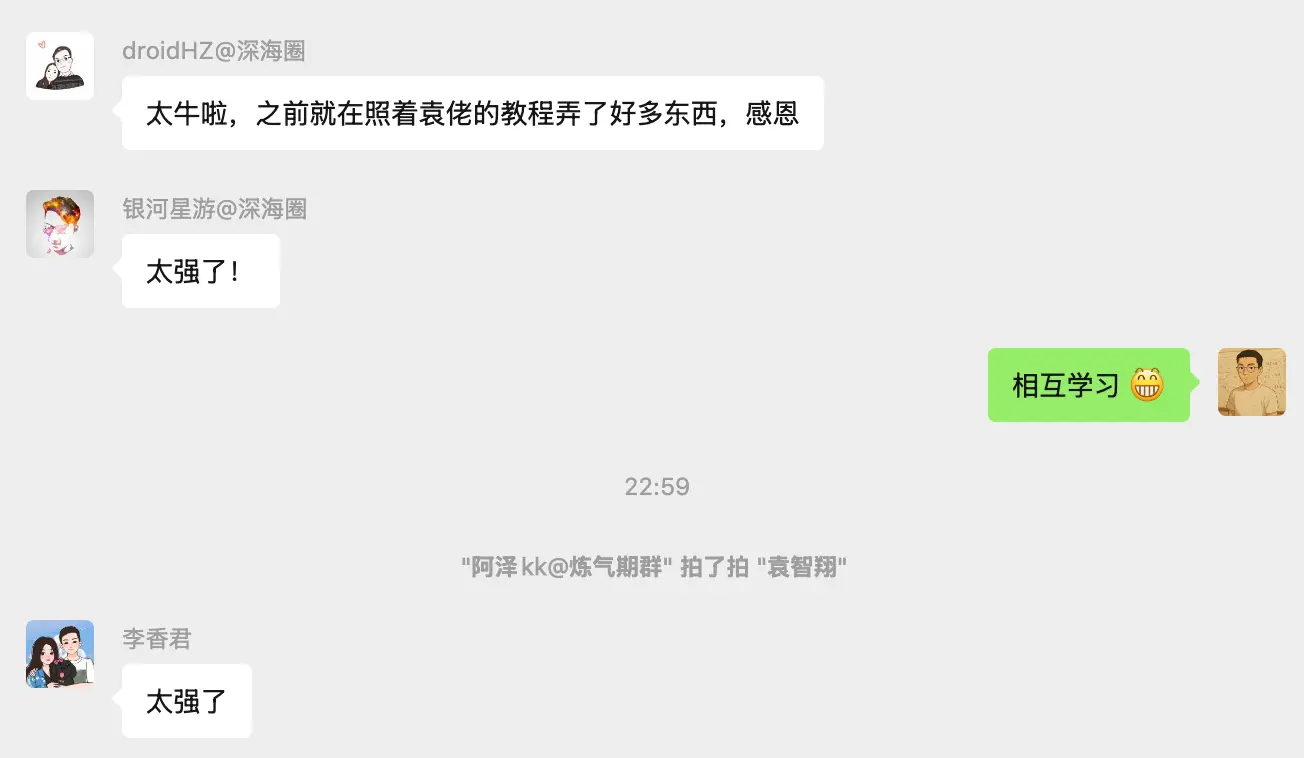 droidHZ@深海圈
太牛啦，之前就在照着袁佬的教程弄了好多东西，感恩
银河星游@深海圈
太强了！
相互学习 😁
22:59
"阿泽kk@炼气期群" 拍了拍 "袁智翔"
李香君
太强了